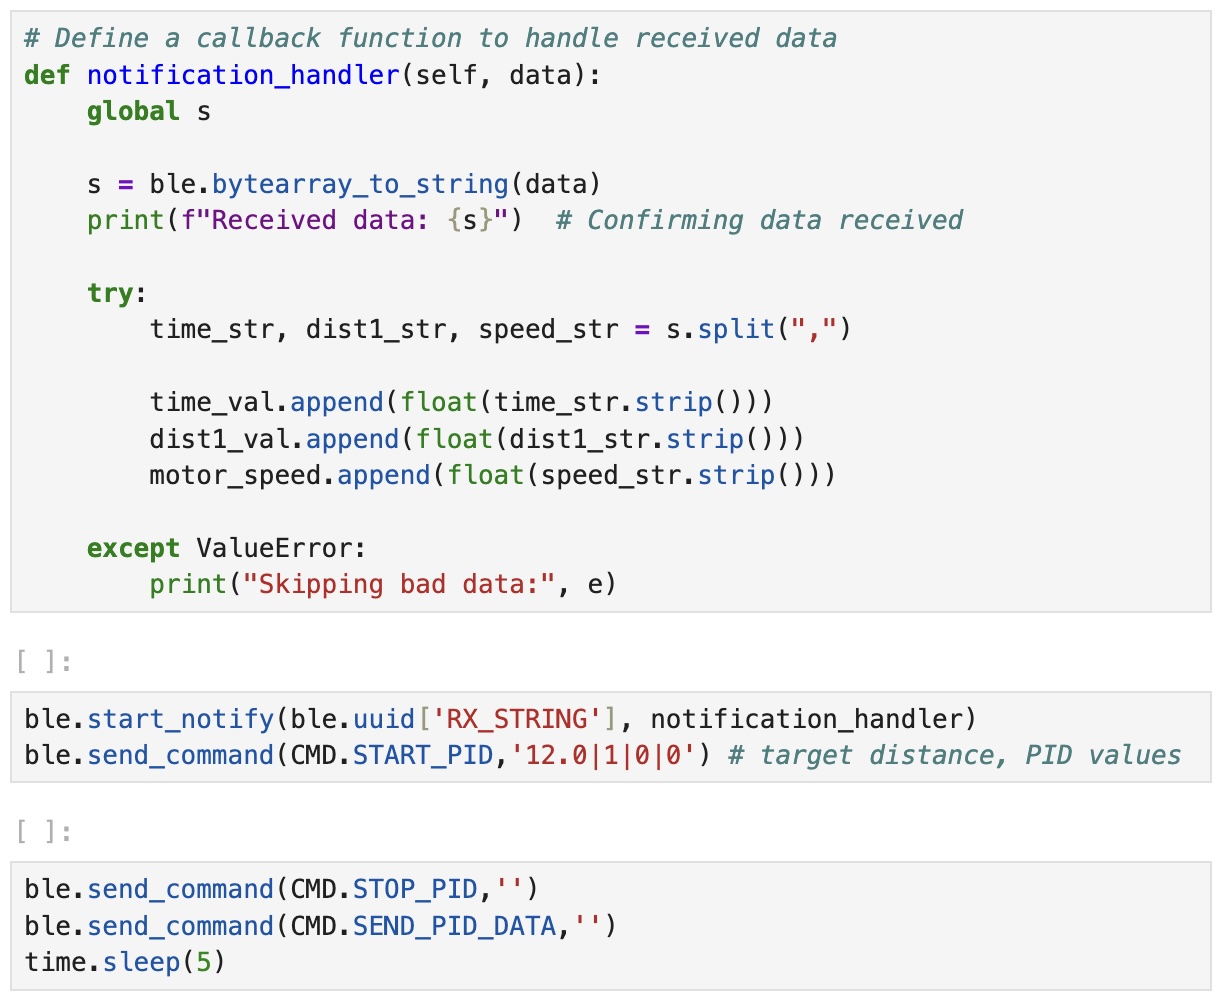 # Define a callback function to handle received data
def notification_handler(self, data):
    global s

    s = ble.bytearray_to_string(data)
    print(f"Received data: {s}")  # Confirming data received

    try:
        time_str, dist1_str, speed_str = s.split(",")

        time_val.append(float(time_str.strip()))
        dist1_val.append(float(dist1_str.strip()))
        motor_speed.append(float(speed_str.strip()))

    except ValueError:
        print("Skipping bad data:", e)

[ ]:
ble.start_notify(ble.uuid['RX_STRING'], notification_handler)
ble.send_command(CMD.START_PID,'12.0|1|0|0') # target distance, PID values

[ ]:
ble.send_command(CMD.STOP_PID,'')
ble.send_command(CMD.SEND_PID_DATA,'')
time.sleep(5)